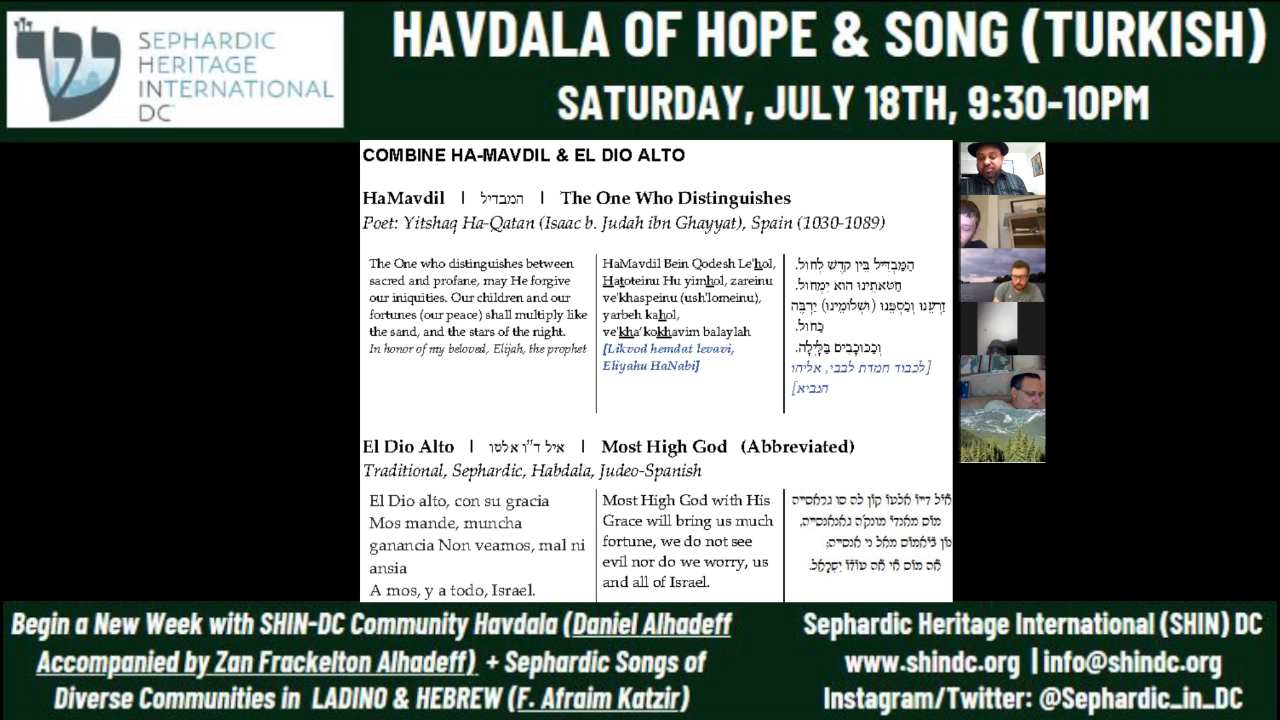 SEPHARDIC
HERITAGE
INTERNATIONAL
DC
HAVDALA OF HOPE & SONG (TURKISH)
SATURDAY, JULY 18TH, 9:30-10PM
COMBINE HA-MAVDIL & EL DIO ALTO
HaMavdil | המבדיל | The One Who Distinguishes
Poet: Yitshaq Ha-Qatan (Isaac b. Judah ibn Ghayyat), Spain (1030-1089)
The One who distinguishes between
sacred and profane, may He forgive
our iniquities. Our children and our
fortunes (our peace) shall multiply like
the sand, and the stars of the night.
In honor of my beloved, Elijah, the prophet
HaMavdil Bein Qodesh Le'hol,
Hatoteinu Hu yimhol, zareinu
ve'khaspeinu (ush'lomeinu),
yarbeh kahol,
ve'kha'kokhavim balaylah
[Likvod hemdat levavi,
Eliyahu HaNabi]
הַמַּבְדִּיל בֵּין קֹדֶשׁ לְחוֹל.
חַטֹּאתֵינוּ הוּא יִמְחוֹל.
זַרְעֵנוּ וְכַסְפֵּנוּ (וּשְׁלוֹמֵינוּ) יַרְבֶּה
כַּחוֹל.
וְכַכּוֹכָבִים בַּלָּיְלָה.
[לכבוד חמדת לבבי, אליהו
הנביא]
El Dio Alto | איל ד״ו אלטו | Most High God (Abbreviated)
Traditional, Sephardic, Habdala, Judeo-Spanish
El Dio alto, con su gracia
Mos mande, muncha
ganancia Non veamos, mal ni
ansia
A mos, y a todo, Israel.
Most High God with His
Grace will bring us much
fortune, we do not see
evil nor do we worry, us
and all of Israel.
Begin a New Week with SHIN-DC Community Havdala (Daniel Alhadeff
Accompanied by Zan Frackelton Alhadeff) + Sephardic Songs of
Diverse Communities in LADINO & HEBREW (F. Afraim Katzir)
Sephardic Heritage International (SHIN) DC
www.shindc.org | info@shindc.org
Instagram/Twitter: @Sephardic_in_DC